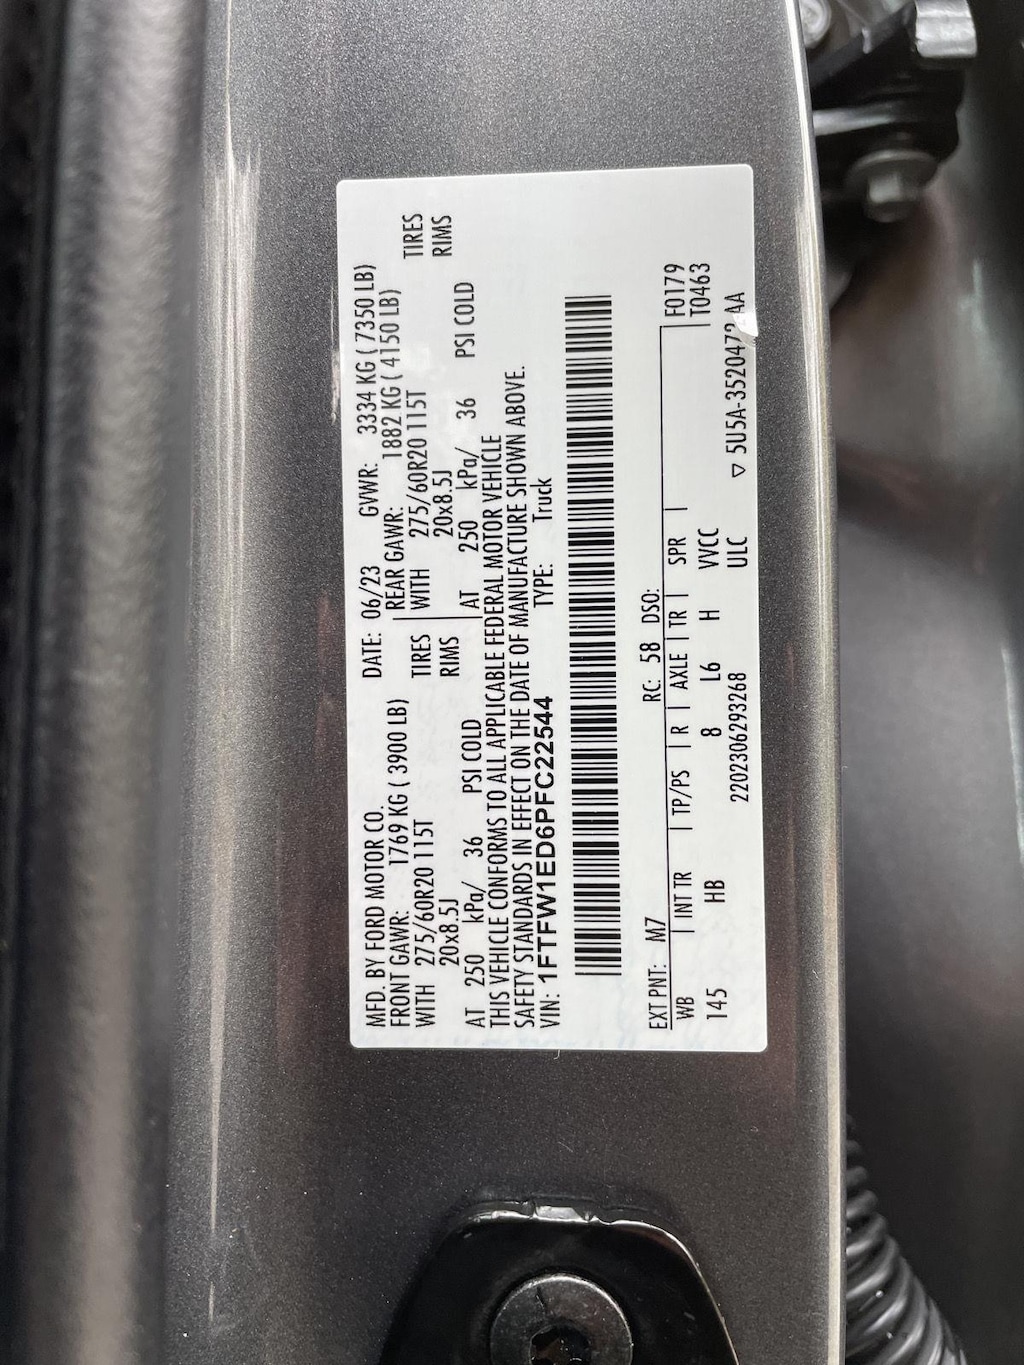 MFD. BY FORD MOTOR CO. DATE: 06/23 GVWR: 3334 KG ( 7350 LB)
FRONT GAWR: 1769 KG ( 3900 LB) REAR GAWR: 1882 KG ( 4150 LB)
WITH 275/60R20 115T TIRES WITH 275/60R20 115T TIRES
20x8.5J RIMS 20x8.5J RIMS
AT 250 kPa/ 36 PSI COLD AT 250 kPa/ 36 PSI COLD
THIS VEHICLE CONFORMS TO ALL APPLICABLE FEDERAL MOTOR VEHICLE
SAFETY STANDARDS IN EFFECT ON THE DATE OF MANUFACTURE SHOWN ABOVE.
VIN: 1FTFW1ED6PFC22544 TYPE: Truck
EXT PNT: M7 RC: 58 DSO: F0179
WB INT TR TP/PS R AXLE TR SPR T0463
145 HB 8 L6 H VVCC
2202306293268 ULC ▽ 5U5A-3520472-AA